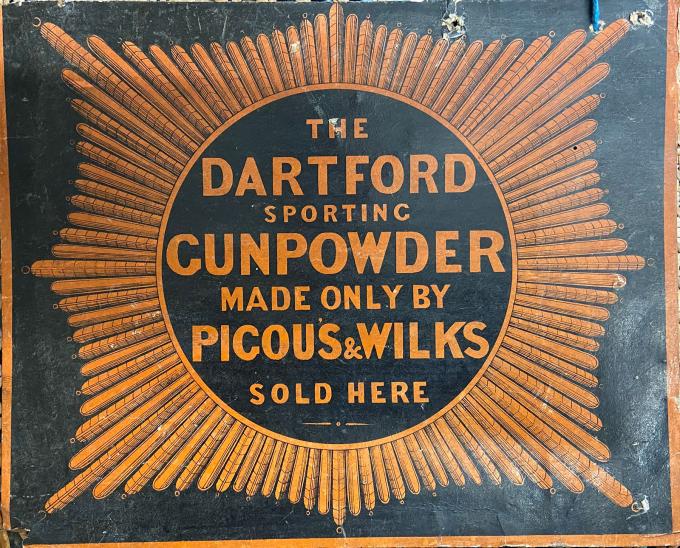 THE
DARTFORD
SPORTING
GUNPOWDER
MADE ONLY BY
PIGOU'S & WILKS
SOLD HERE